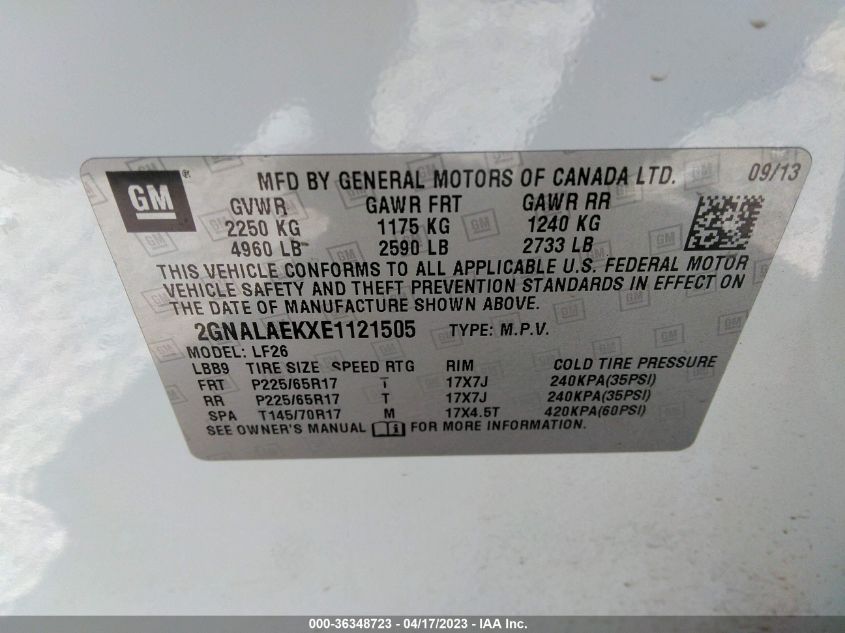 GM®
MFD BY GENERAL MOTORS OF CANADA LTD. 09/13
GVWR GAWR FRT GAWR RR
2250 KG 1175 KG 1240 KG
4960 LB 2590 LB 2733 LB
THIS VEHICLE CONFORMS TO ALL APPLICABLE U.S. FEDERAL MOTOR
VEHICLE SAFETY AND THEFT PREVENTION STANDARDS IN EFFECT ON
THE DATE OF MANUFACTURE SHOWN ABOVE.
2GNALAEKXE1121505 TYPE: M.P.V.
MODEL: LF26
LBB9 TIRE SIZE SPEED RTG RIM COLD TIRE PRESSURE
FRT P225/65R17 T 17X7J 240KPA(35PSI)
RR P225/65R17 T 17X7J 240KPA(35PSI)
SPA T145/70R17 M 17X4.5T 420KPA(60PSI)
SEE OWNER'S MANUAL FOR MORE INFORMATION.
000-36348723 - 04/17/2023 - IAA Inc.